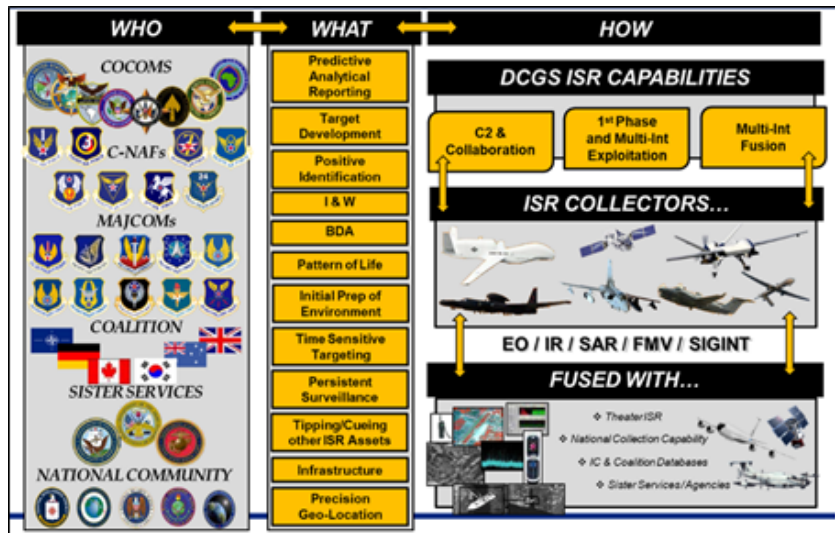 WHO
WHAT
HOW
COCOMS
C-NAFs
MAJCOMs
COALITION
SISTER SERVICES
NATIONAL COMMUNITY
Predictive
Analytical
Reporting
Target
Development
Positive
Identification
I & W
BDA
Pattern of Life
Initial Prep of
Environment
Time Sensitive
Targeting
Persistent
Surveillance
Tipping/Cueing
other ISR Assets
Infrastructure
Precision
Geo-Location
DCGS ISR CAPABILITIES
C2 &
Collaboration
1st Phase
and Multi-Int
Exploitation
Multi-Int
Fusion
ISR COLLECTORS...
EO / IR / SAR / FMV / SIGINT
FUSED WITH...
❖ Theater ISR
❖ National Collection Capability
❖ IC & Coalition Databases
❖ Sister Services/Agencies